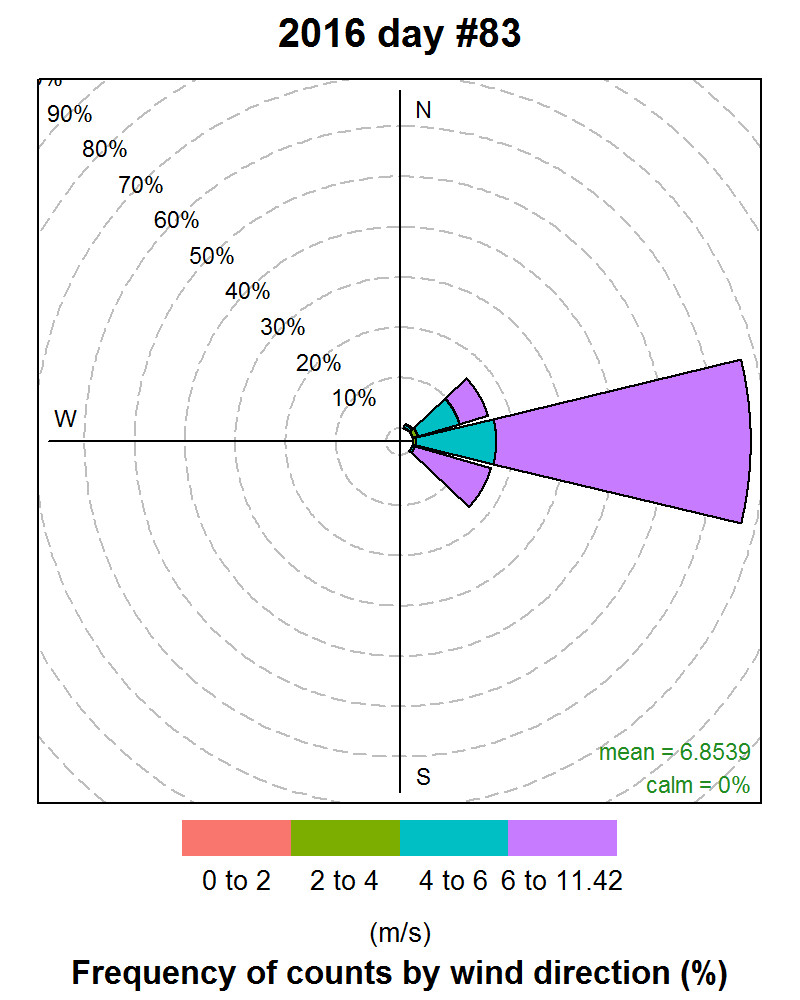 2016 day #83
%
N
90%
80%
70%
60%
50%
40%
30%
20%
10%
W
mean = 6.8539
S
calm = 0%
0 to 2 2 to 4 4 to 6 6 to 11.42
(m/s)
Frequency of counts by wind direction (%)